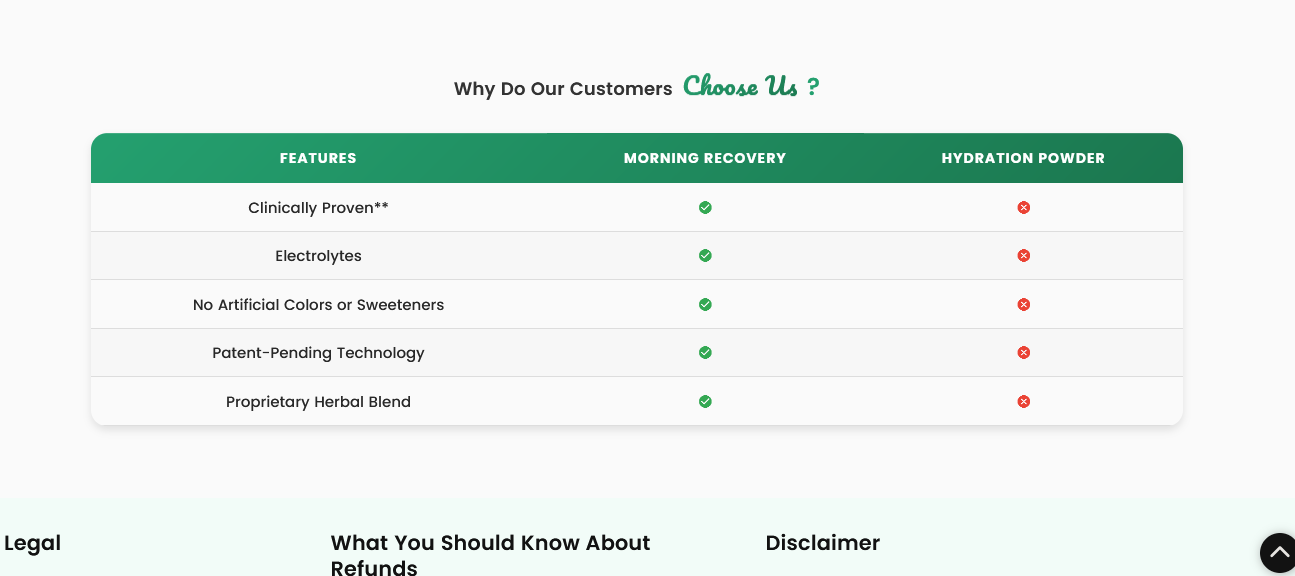 Why Do Our Customers Choose Us ?
FEATURES MORNING RECOVERY HYDRATION POWDER
Clinically Proven**
Electrolytes
No Artificial Colors or Sweeteners
Patent-Pending Technology
Proprietary Herbal Blend
Legal
What You Should Know About
Refunds
Disclaimer